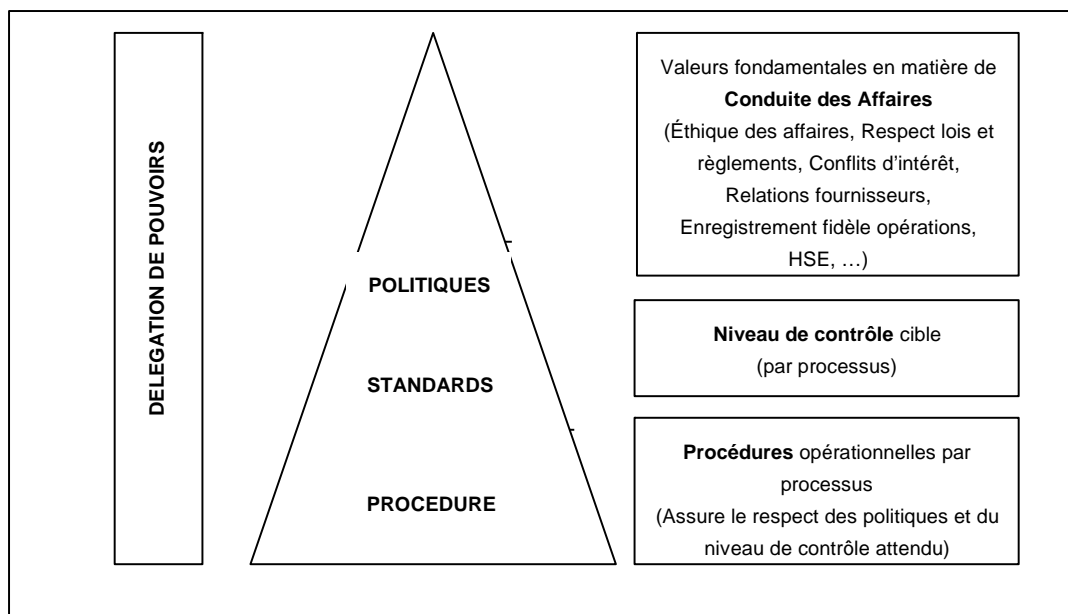 DELEGATION DE POUVOIRS
POLITIQUES
STANDARDS
PROCEDURE
Valeurs fondamentales en matière de
Conduite des Affaires
(Éthique des affaires, Respect lois et
règlements, Conflits d'intérêt,
Relations fournisseurs,
Enregistrement fidèle opérations,
HSE, …)
Niveau de contrôle cible
(par processus)
Procédures opérationnelles par
processus
(Assure le respect des politiques et du
niveau de contrôle attendu)